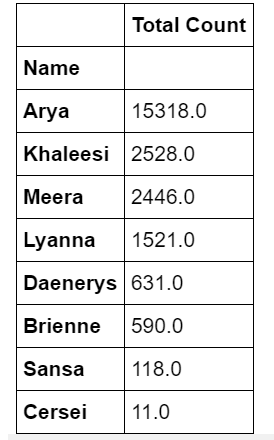 Total Count
Name
Arya 15318.0
Khaleesi 2528.0
Meera 2446.0
Lyanna 1521.0
Daenerys 631.0
Brienne 590.0
Sansa 118.0
Cersei 11.0